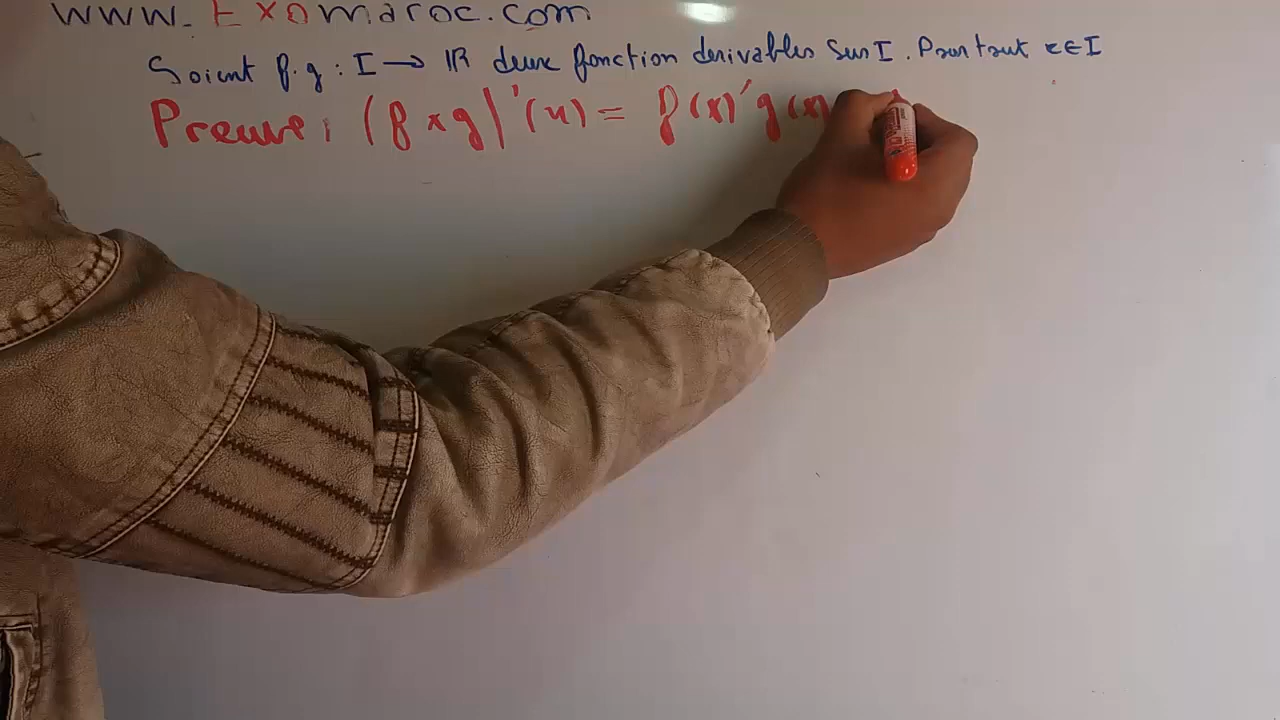 www.Exomaroc.com
Soient f.g : I → IR deux fonction derivables sur I. Pour tout x∈I
Preuve : (f×g)'(x) = f(x)'g(x)